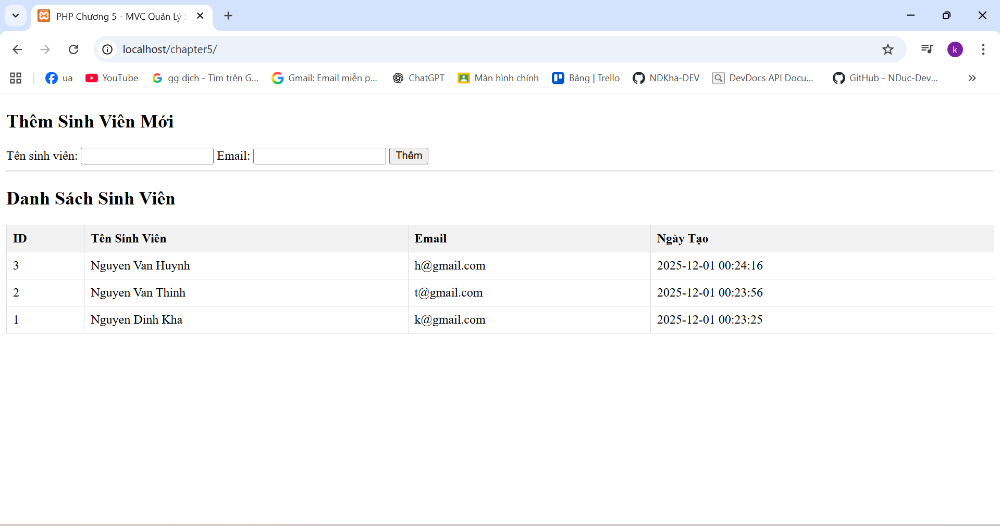 PHP Chương 5 - MVC Quản Lý S
localhost/chapter5/
k
ua YouTube gg dịch - Tìm trên G... Gmail: Email miễn p... ChatGPT Màn hình chính Bảng | Trello NDKha-DEV DevDocs API Docu... GitHub - NDuc-Dev...
Thêm Sinh Viên Mới
Tên sinh viên: Email: Thêm
Danh Sách Sinh Viên
ID Tên Sinh Viên Email Ngày Tạo
3 Nguyen Van Huynh h@gmail.com 2025-12-01 00:24:16
2 Nguyen Van Thinh t@gmail.com 2025-12-01 00:23:56
1 Nguyen Dinh Kha k@gmail.com 2025-12-01 00:23:25